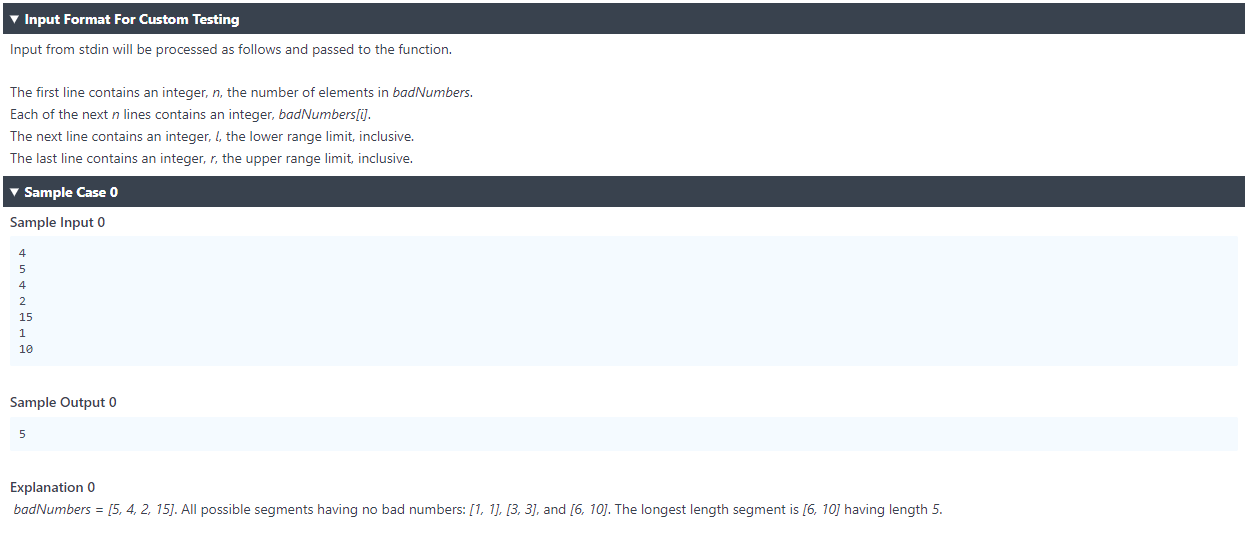 ▼ Input Format For Custom Testing
Input from stdin will be processed as follows and passed to the function.
The first line contains an integer, n, the number of elements in badNumbers.
Each of the next n lines contains an integer, badNumbers[i].
The next line contains an integer, l, the lower range limit, inclusive.
The last line contains an integer, r, the upper range limit, inclusive.
▼ Sample Case 0
Sample Input 0
4
5
4
2
15
1
10
Sample Output 0
5
Explanation 0
badNumbers = [5, 4, 2, 15]. All possible segments having no bad numbers: [1, 1], [3, 3], and [6, 10]. The longest length segment is [6, 10] having length 5.